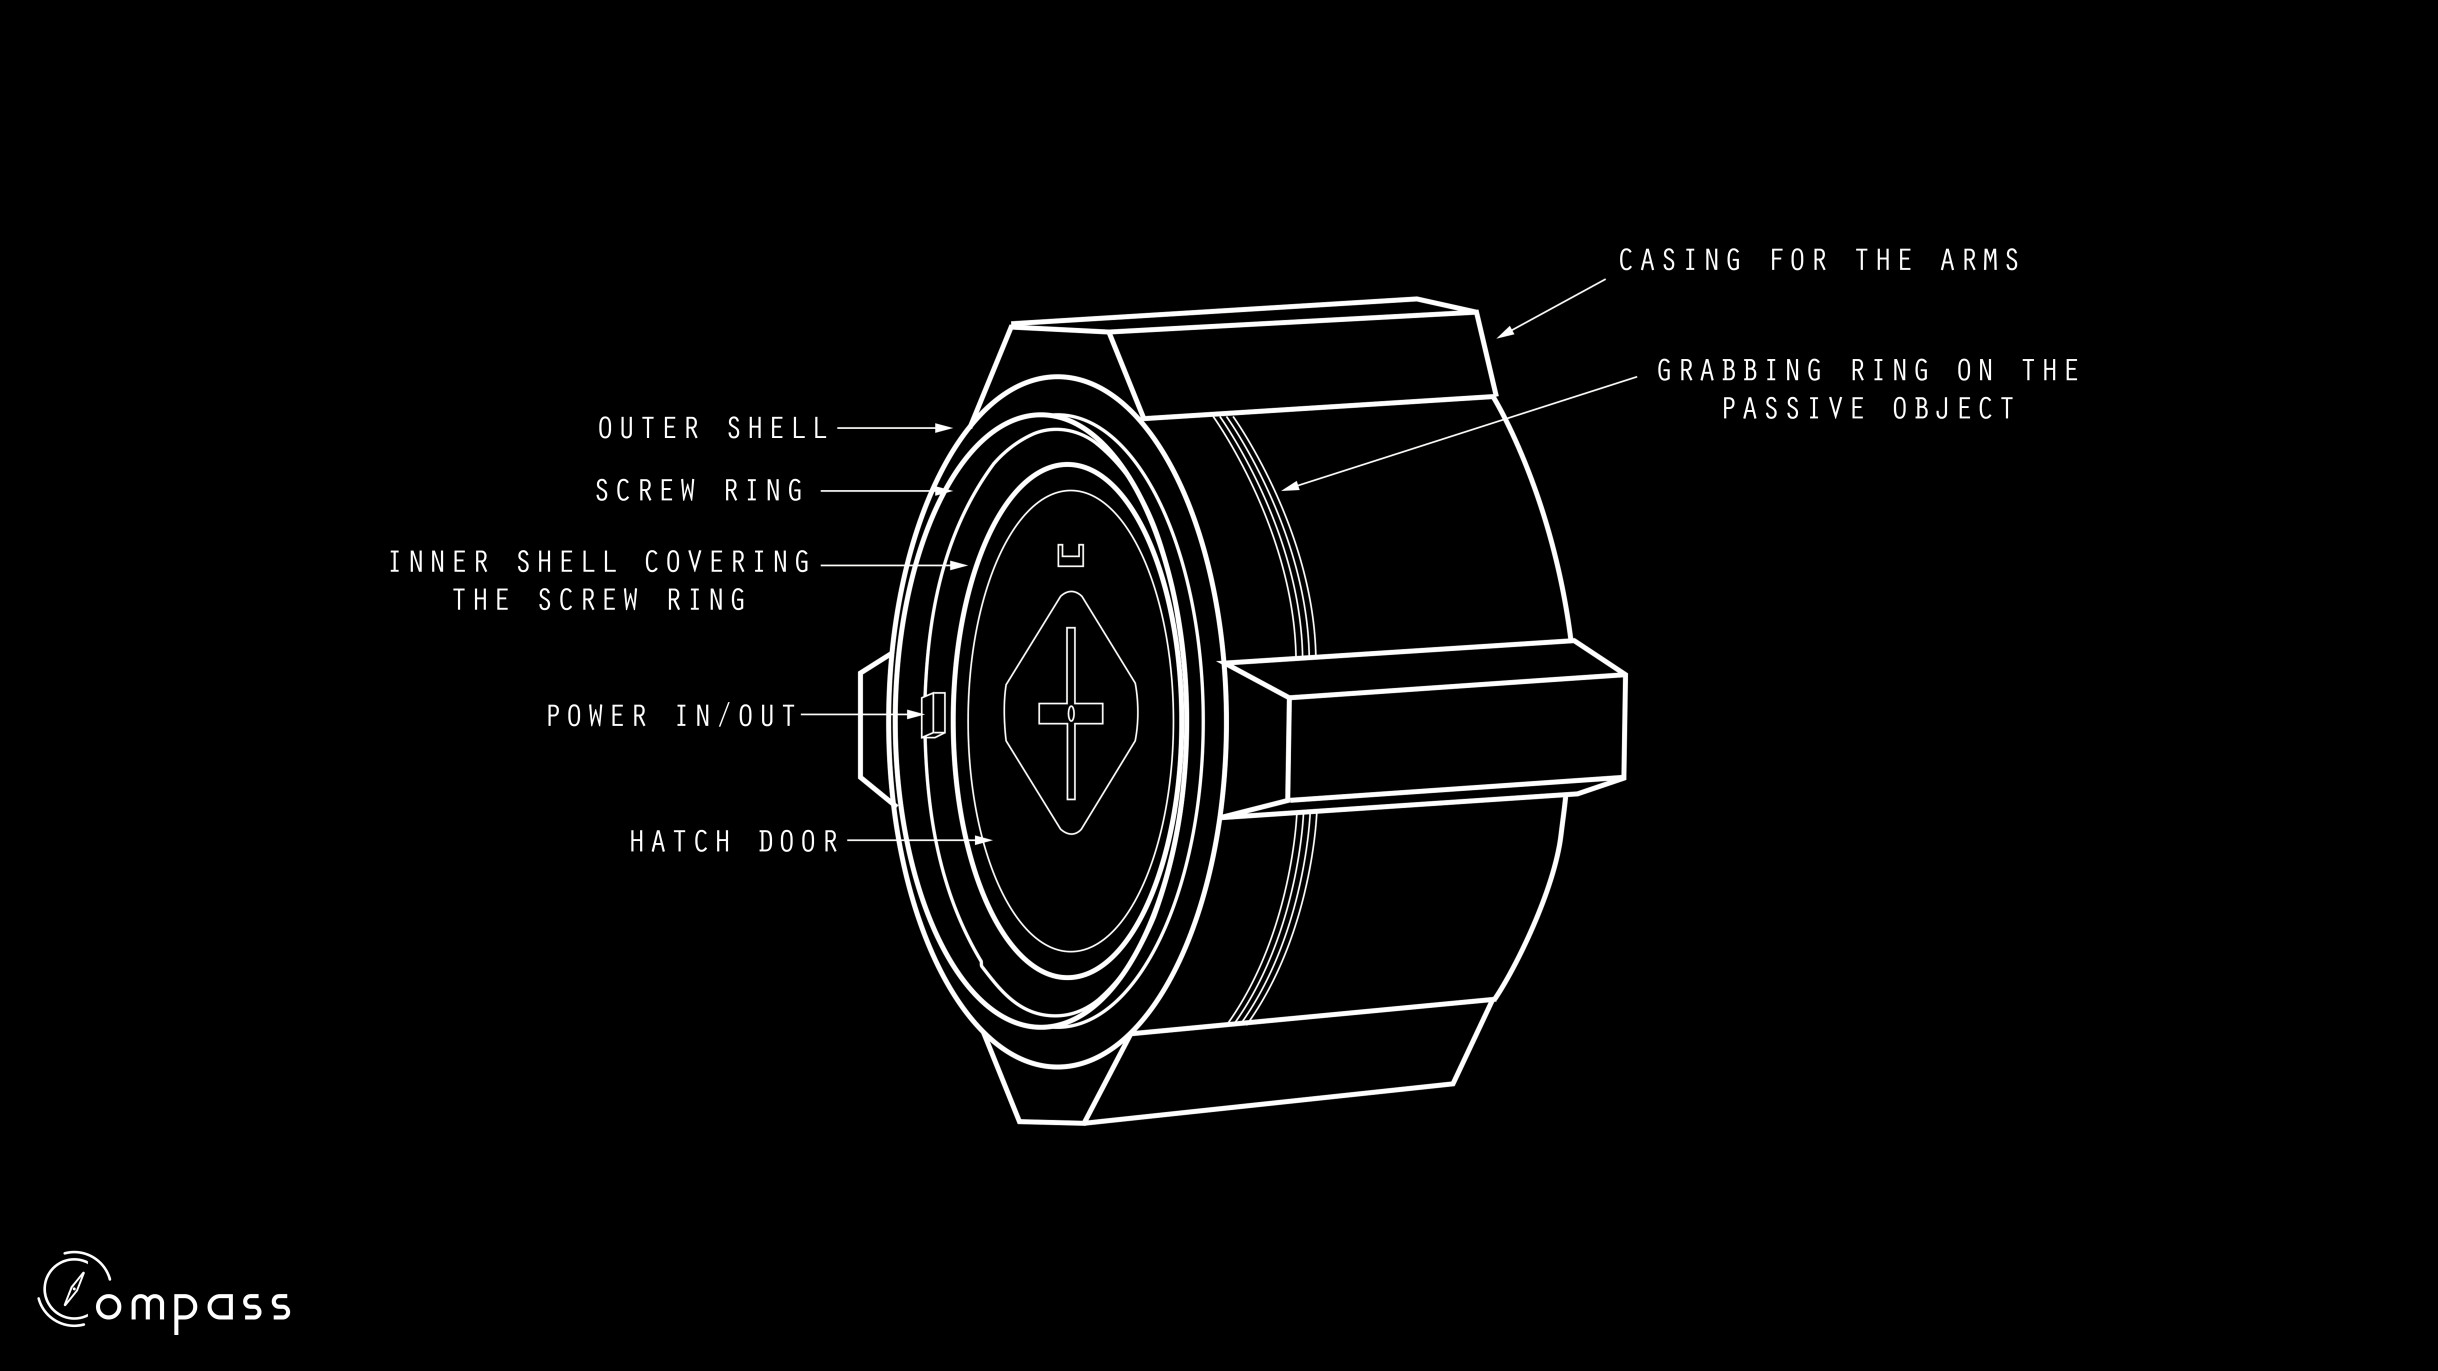 CASING FOR THE ARMS
GRABBING RING ON THE
PASSIVE OBJECT
OUTER SHELL
SCREW RING
INNER SHELL COVERING
THE SCREW RING
POWER IN/OUT
HATCH DOOR
Compass